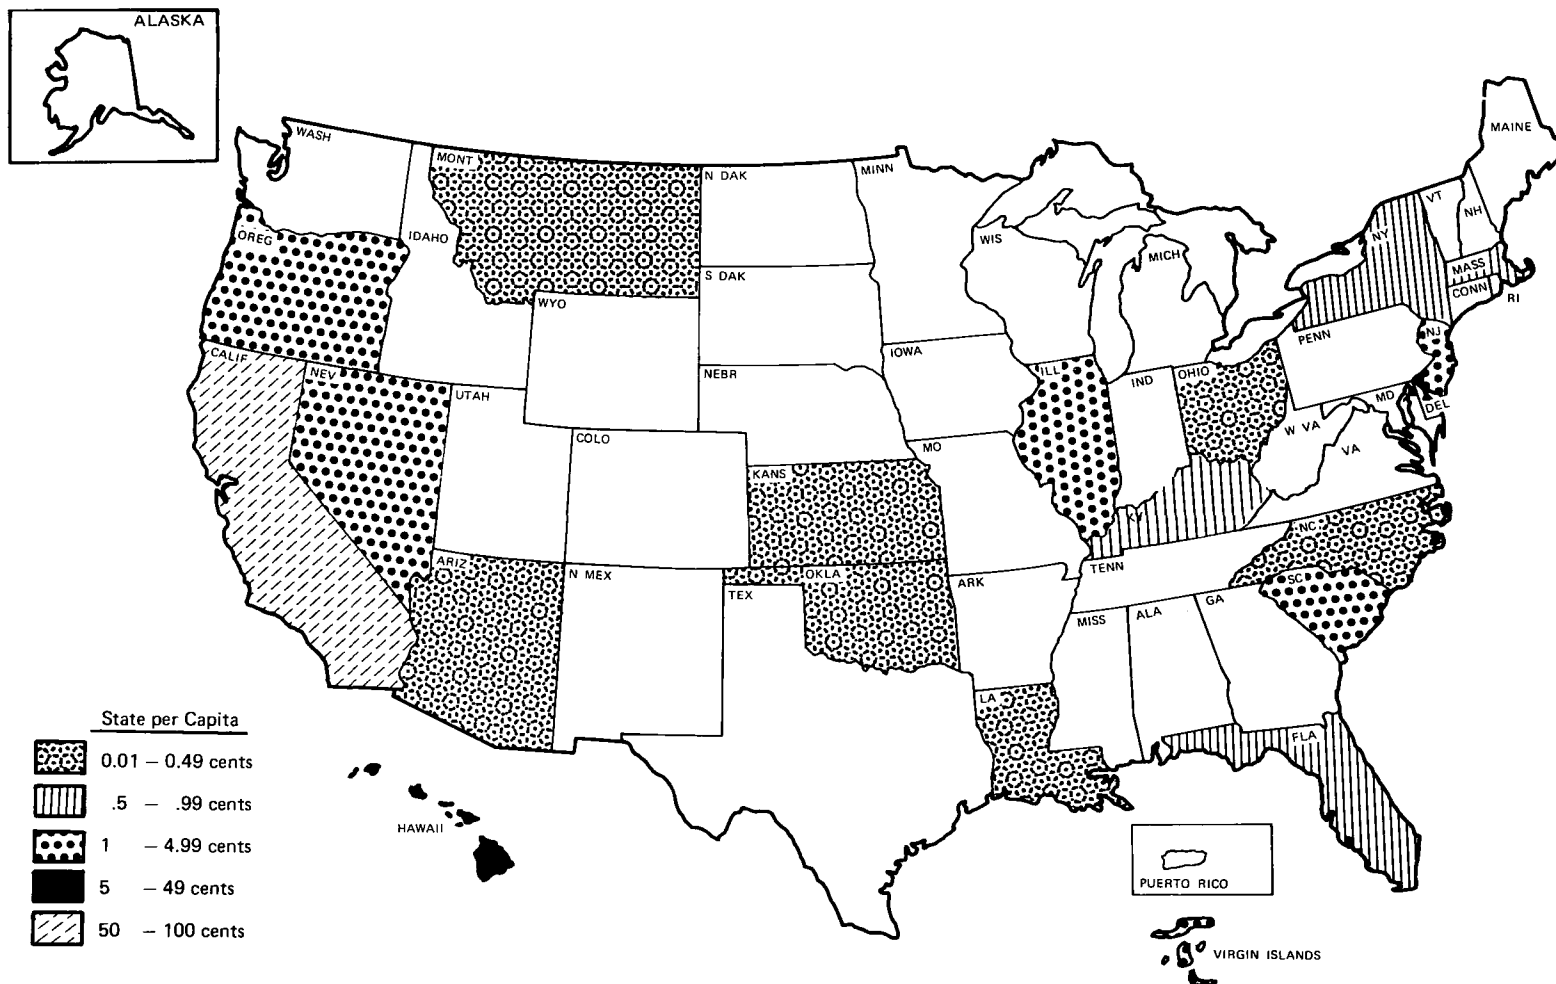 ALASKA
WASH
MONT
N DAK
MINN
MAINE
VT
NH
OREG
IDAHO
WIS
MICH
NY
MASS
CONN
RI
S DAK
WYO
IOWA
PENN
NJ
CALIF
NEV
UTAH
NEBR
ILL
IND
OHIO
MD
DEL
W VA
VA
COLO
MO
KANS
KY
NC
ARIZ
N MEX
OKLA
TEX
ARK
TENN
SC
MISS
ALA
GA
LA
FLA
State per Capita
0.01 – 0.49 cents
.5 – .99 cents
1 – 4.99 cents
5 – 49 cents
50 – 100 cents
HAWAII
PUERTO RICO
VIRGIN ISLANDS